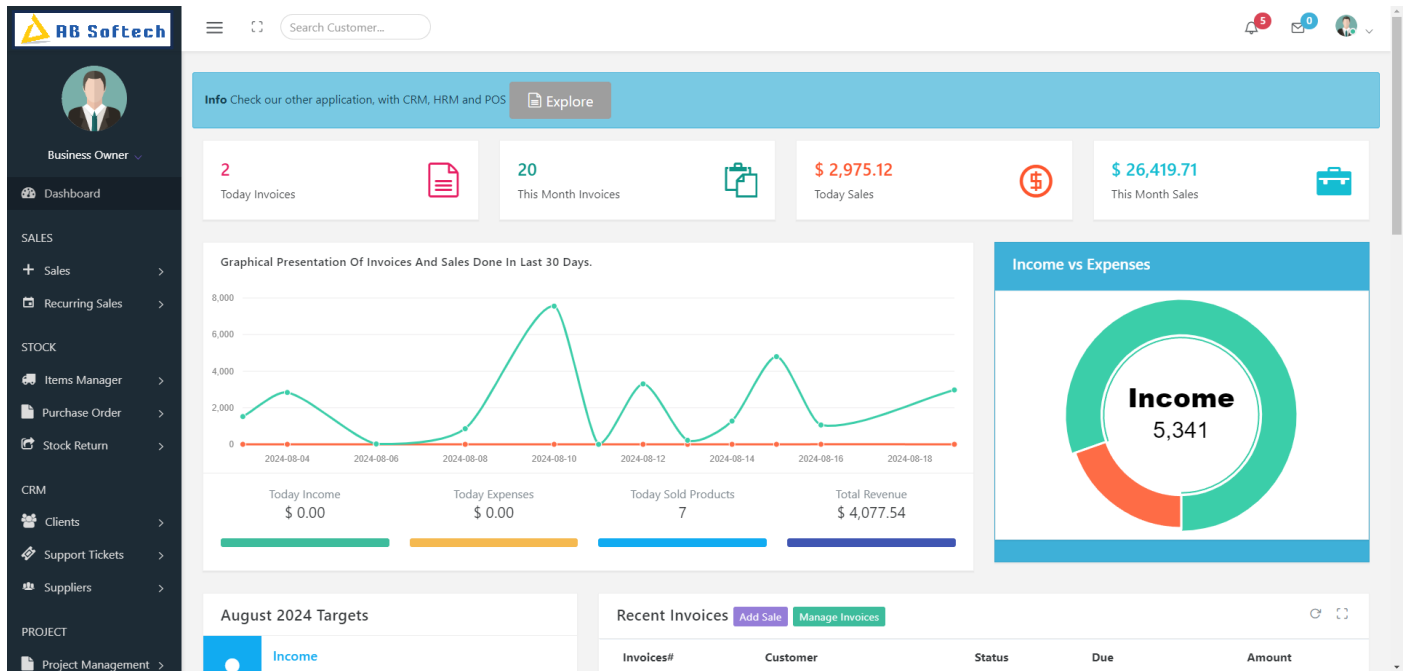 AB Softech
Search Customer...
5
0
Business Owner
Dashboard
SALES
Sales
Recurring Sales
STOCK
Items Manager
Purchase Order
Stock Return
CRM
Clients
Support Tickets
Suppliers
PROJECT
Project Management
Info Check our other application, with CRM, HRM and POS Explore
2
Today Invoices
20
This Month Invoices
$ 2,975.12
Today Sales
$ 26,419.71
This Month Sales
Graphical Presentation Of Invoices And Sales Done In Last 30 Days.
8,000
6,000
4,000
2,000
0
2024-08-04 2024-08-06 2024-08-08 2024-08-10 2024-08-12 2024-08-14 2024-08-16 2024-08-18
Today Income Today Expenses Today Sold Products Total Revenue
$ 0.00 $ 0.00 7 $ 4,077.54
Income vs Expenses
Income
5,341
August 2024 Targets
Income
Recent Invoices Add Sale Manage Invoices
Invoices# Customer Status Due Amount